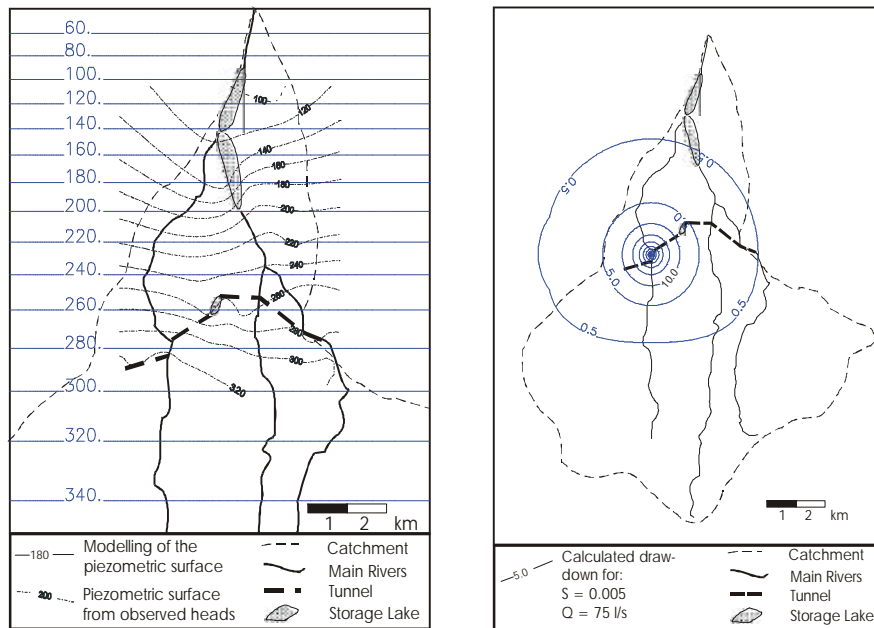 60.
80.
100.
120.
140.
160.
180.
200.
220.
240.
260.
280.
300.
320.
340.
100
120
140
160
180
200
220
240
260
280
300
320
1 2 km
180 Modelling of the
piezometric surface
200 Piezometric surface
from observed heads
Catchment
Main Rivers
Tunnel
Storage Lake
0.5
0.5
5.0
10.0
0.5
0.5
1 2 km
5.0 Calculated draw-
down for:
S = 0.005
Q = 75 l/s
Catchment
Main Rivers
Tunnel
Storage Lake